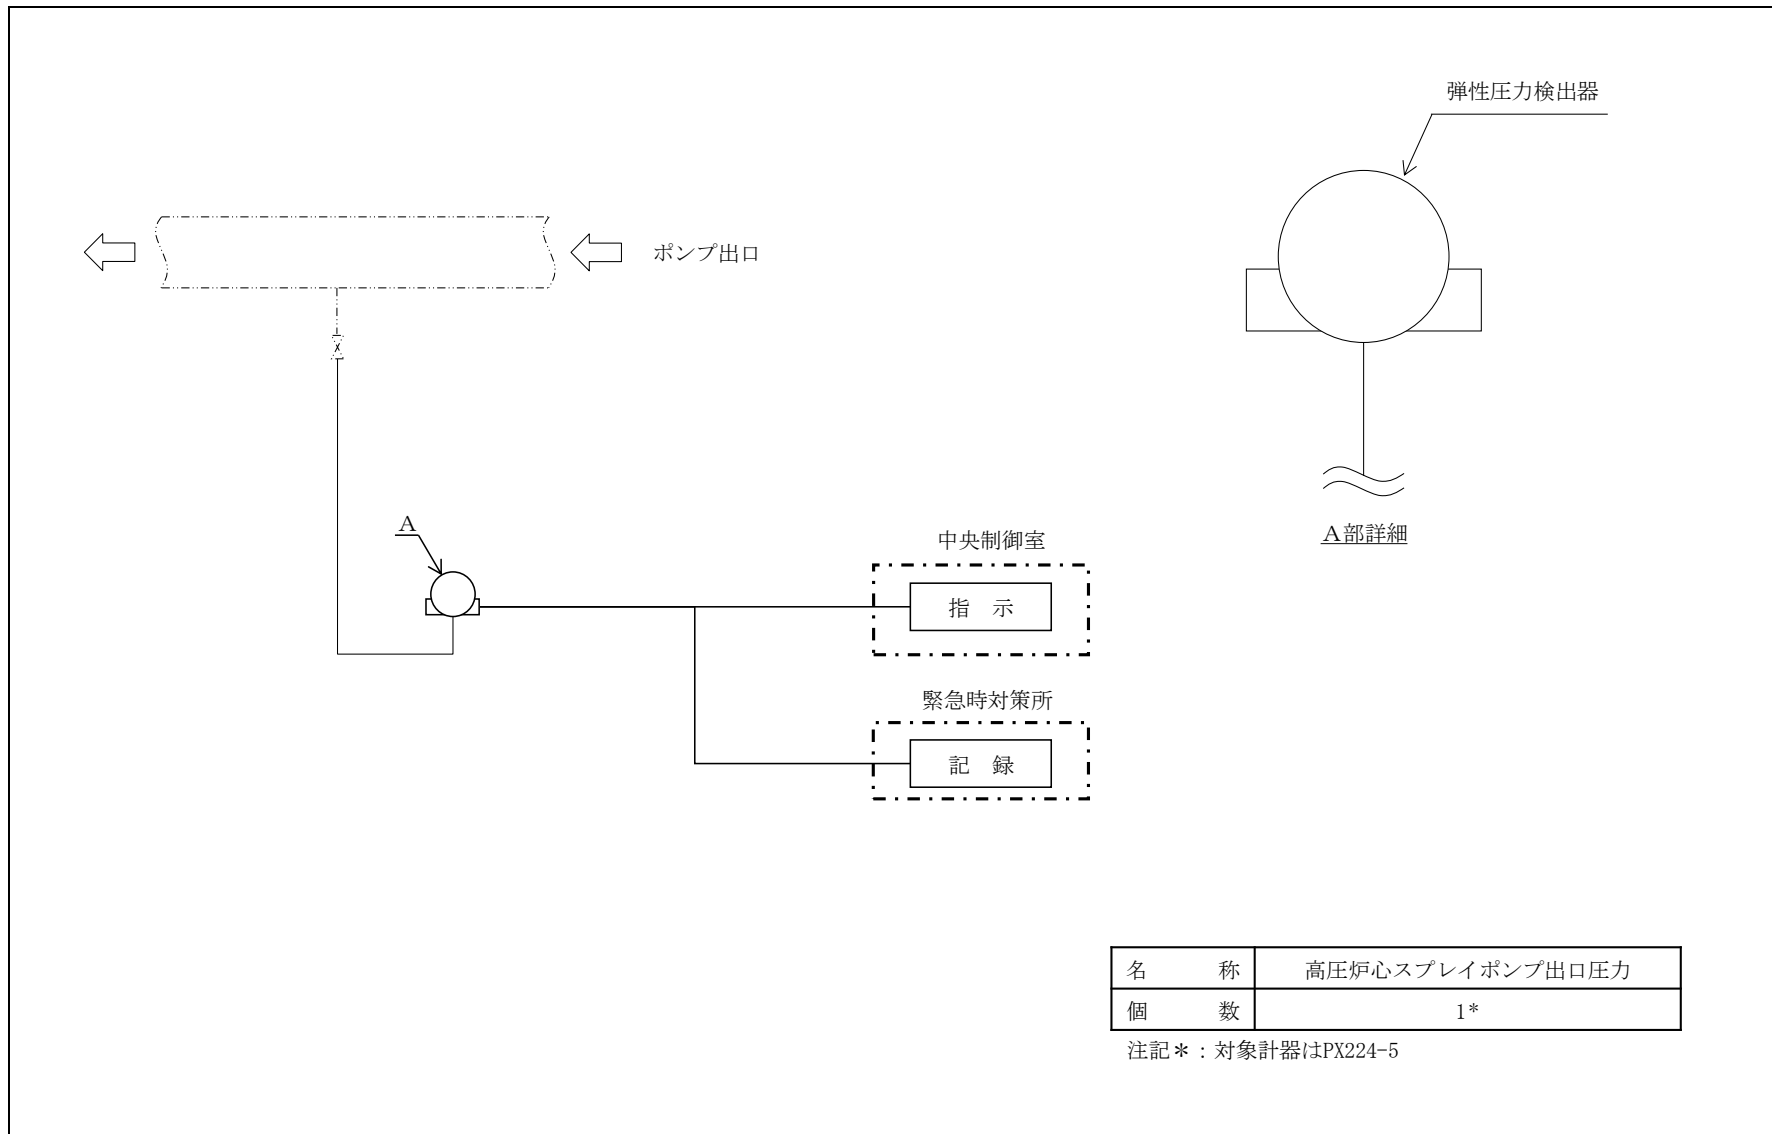 弾性圧力検出器
ポンプ出口
A
A部詳細
中央制御室
指 示
緊急時対策所
記 録
名 称 高圧炉心スプレイポンプ出口圧力
個 数 1*
注記＊：対象計器はPX224-5